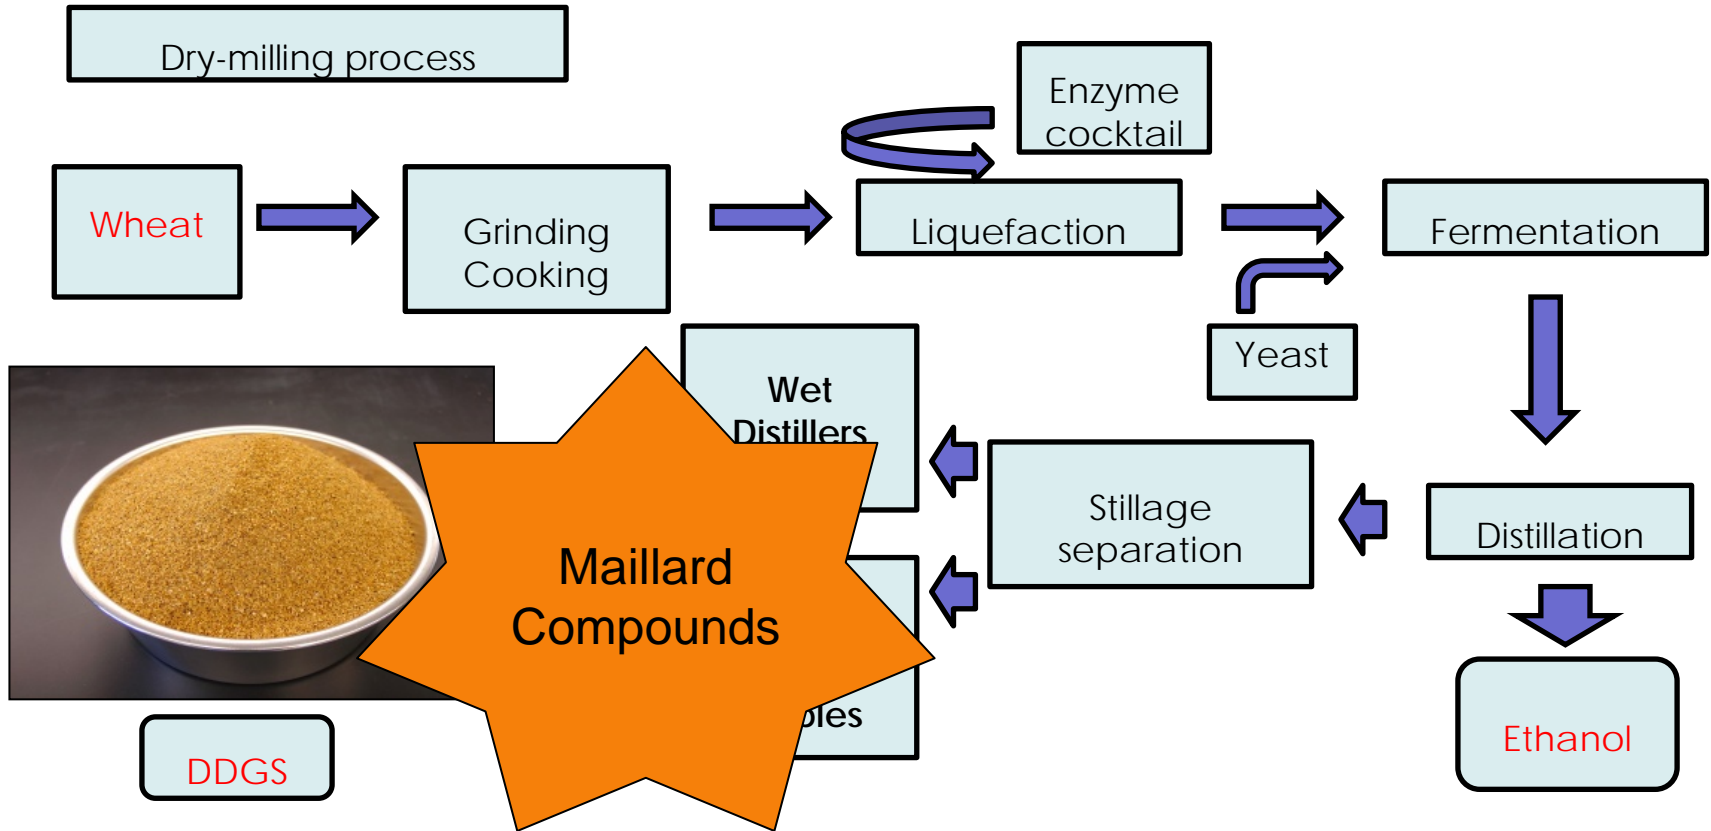 Dry-milling process
Enzyme
cocktail
Wheat
Grinding
Cooking
Liquefaction
Fermentation
Yeast
Wet
Distillers
Stillage
separation
Distillation
Maillard
Compounds
DDGS
Ethanol